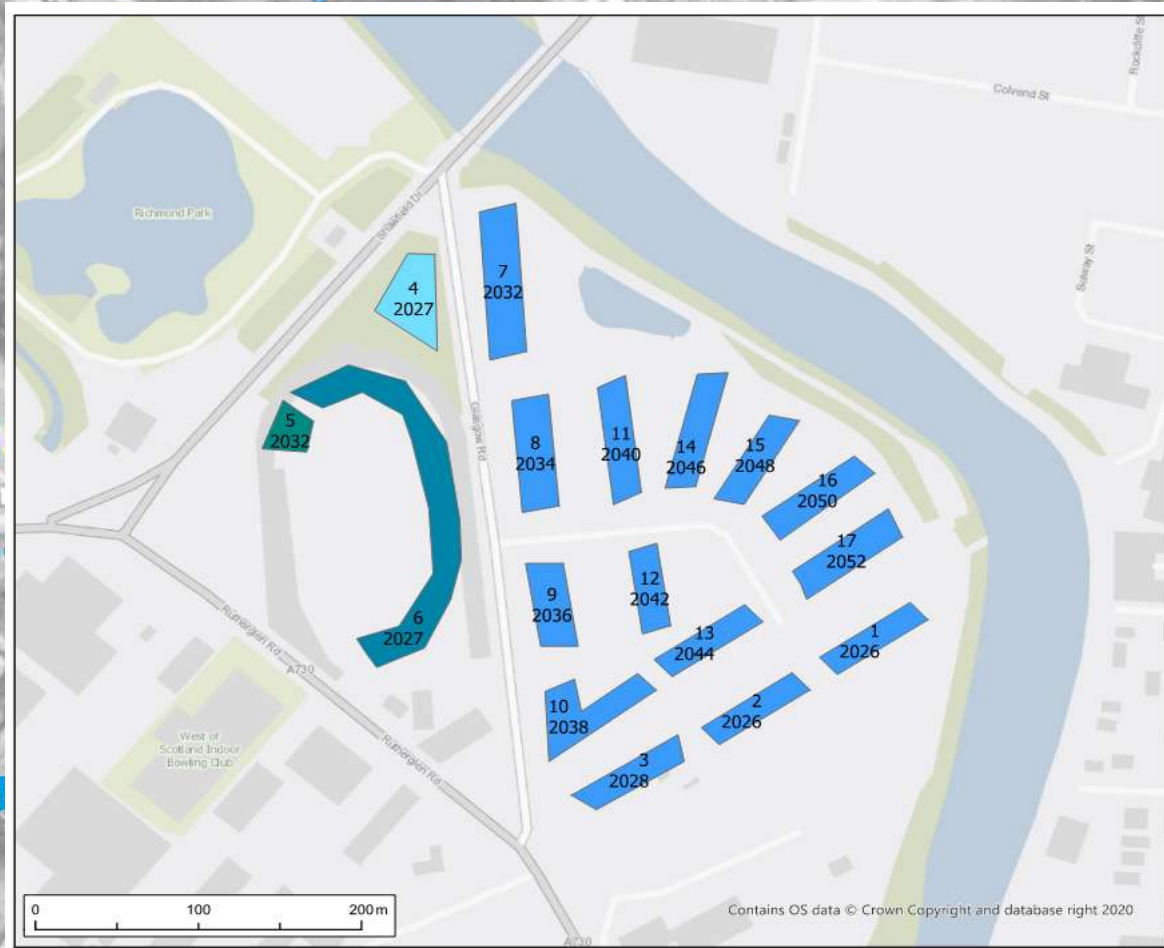 Rockcliffe St
Colvend St
Richmond Park
Shawfield Dr
Bulway St
7
2032
4
2027
Glasgow Rd
5
2032
8
2034
11
2040
14
2046
15
2048
16
2050
17
2052
9
2036
12
2042
13
2044
1
2026
6
2027
Rutherglen Rd
A730
10
2038
2
2026
3
2028
West of
Scotland Indoor
Bowling Club
Rutherglen Rd
0 100 200 m
Contains OS data © Crown Copyright and database right 2020
A730